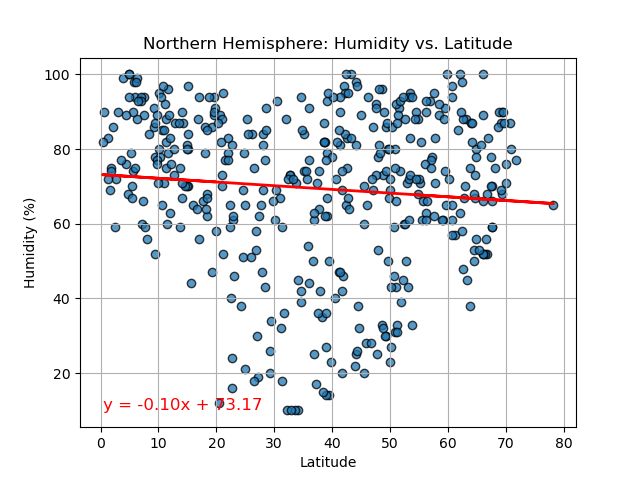 Northern Hemisphere: Humidity vs. Latitude
100
80
60
40
20
Humidity (%)
y = -0.10x + 73.17
0 10 20 30 40 50 60 70 80
Latitude